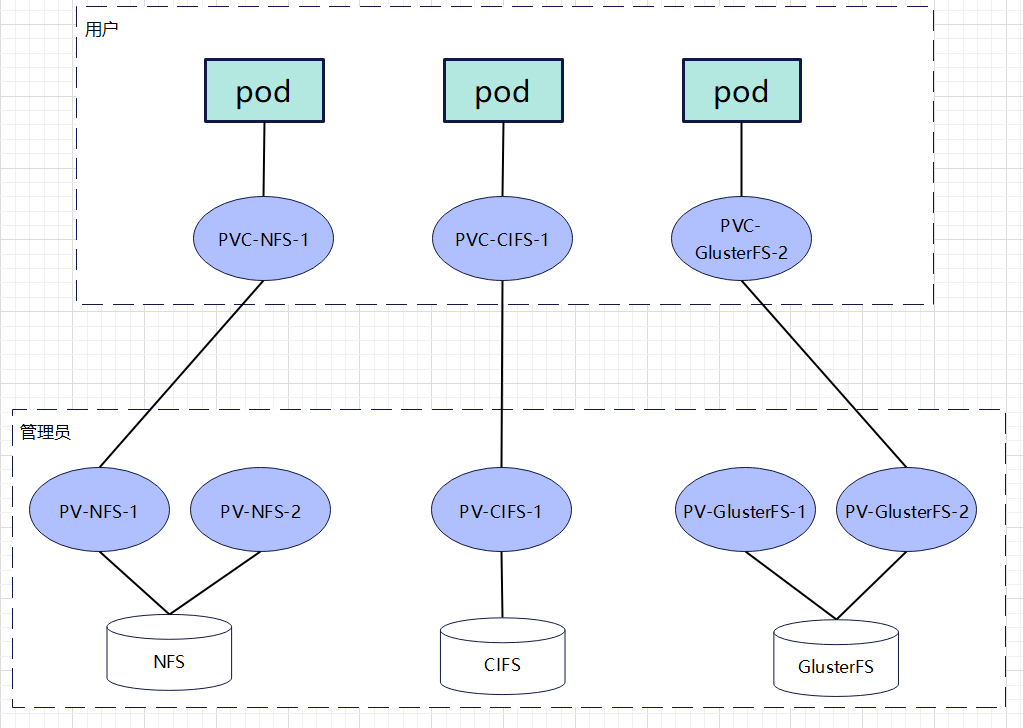 用户
pod
pod
pod
PVC-NFS-1
PVC-CIFS-1
PVC-
GlusterFS-2
管理员
PV-NFS-1
PV-NFS-2
PV-CIFS-1
PV-GlusterFS-1
PV-GlusterFS-2
NFS
CIFS
GlusterFS